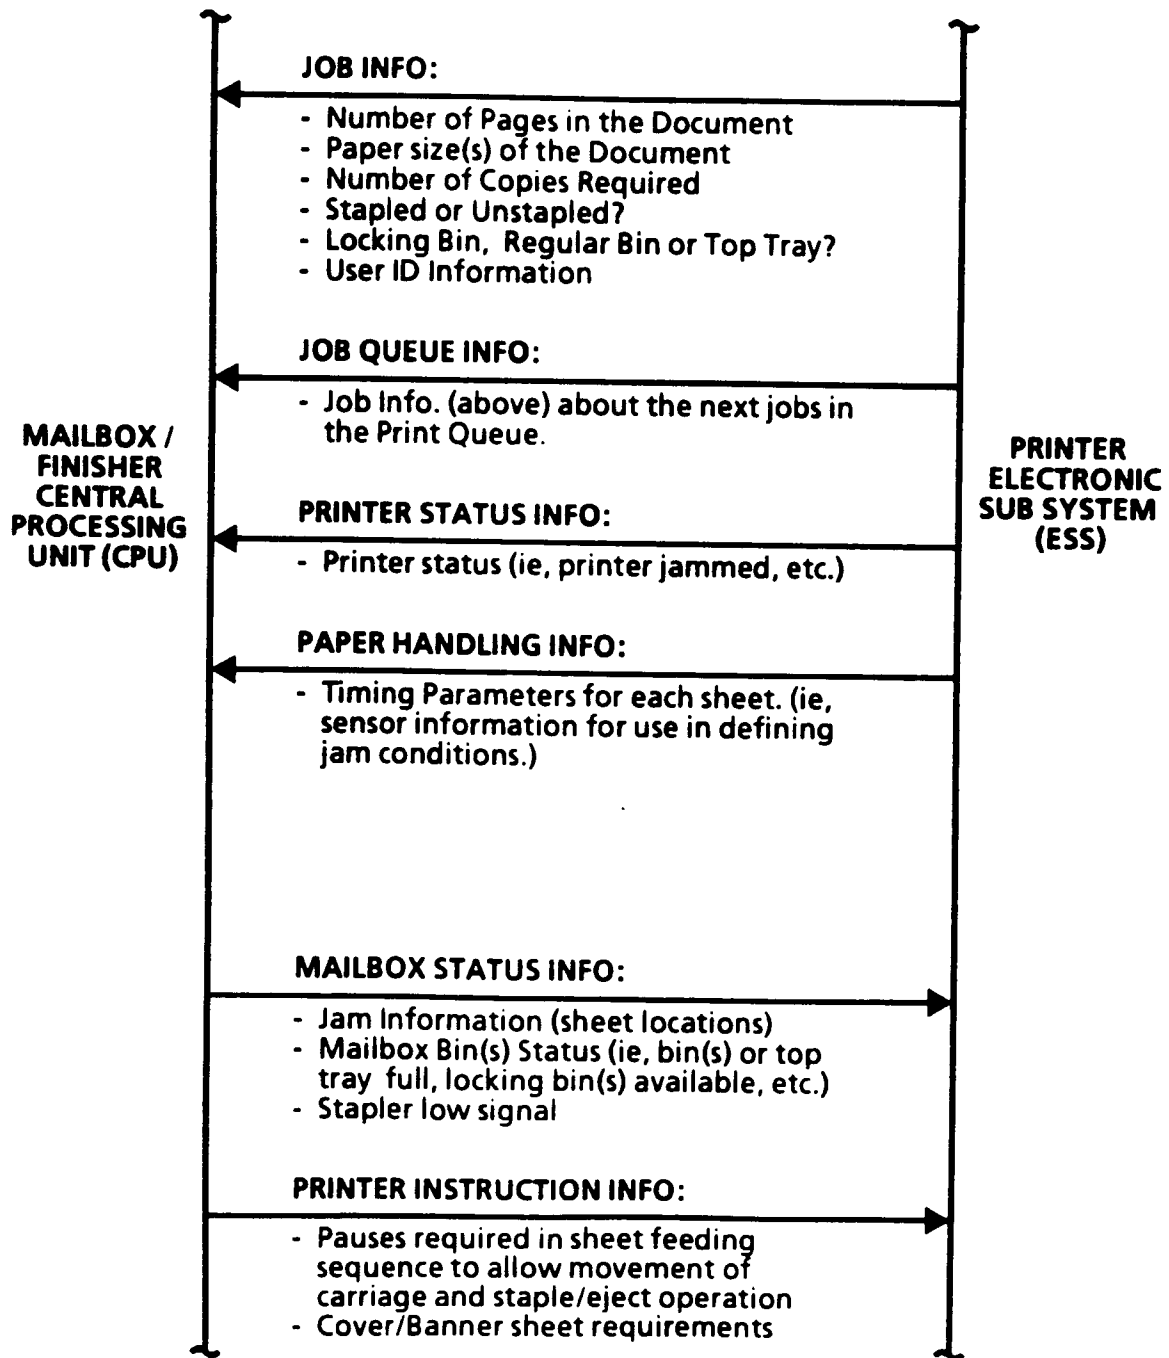 JOB INFO:
- Number of Pages in the Document
- Paper size(s) of the Document
- Number of Copies Required
- Stapled or Unstapled?
- Locking Bin, Regular Bin or Top Tray?
- User ID Information
JOB QUEUE INFO:
- Job Info. (above) about the next jobs in
the Print Queue.
MAILBOX /
FINISHER
CENTRAL
PROCESSING
UNIT (CPU)
PRINTER
ELECTRONIC
SUB SYSTEM
(ESS)
PRINTER STATUS INFO:
- Printer status (ie, printer jammed, etc.)
PAPER HANDLING INFO:
- Timing Parameters for each sheet. (ie,
sensor information for use in defining
jam conditions.)
MAILBOX STATUS INFO:
- Jam Information (sheet locations)
- Mailbox Bin(s) Status (ie, bin(s) or top
tray full, locking bin(s) available, etc.)
- Stapler low signal
PRINTER INSTRUCTION INFO:
- Pauses required in sheet feeding
sequence to allow movement of
carriage and staple/eject operation
- Cover/Banner sheet requirements